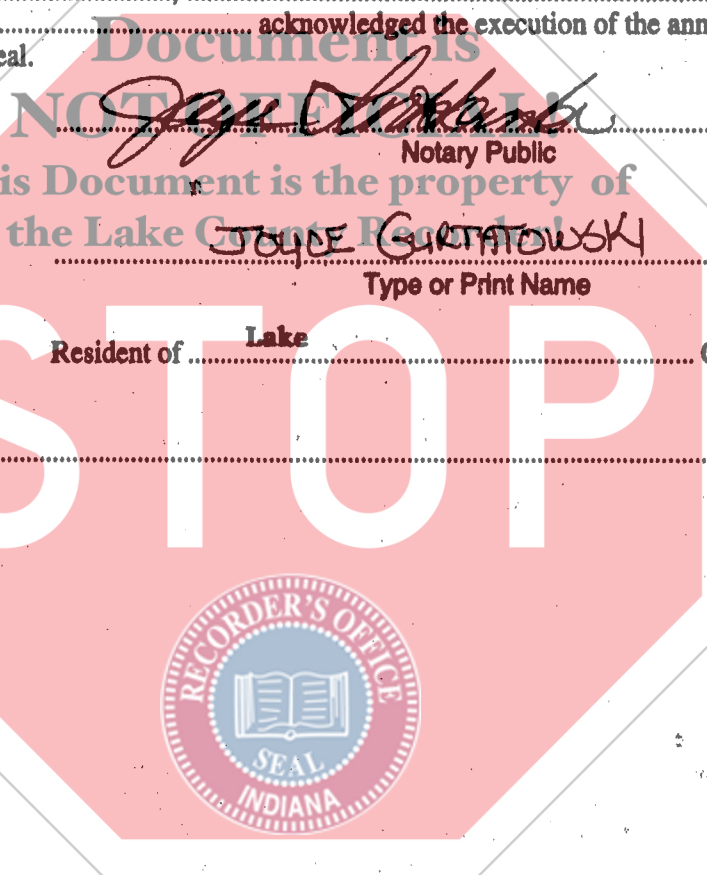 acknowledged the execution of the ann
eal.
Document is
NOT OFFICIAL!
Notary Public
is Document is the property of
the Lake County Recorder!
JOYCE GURTATOWSKI
Type or Print Name
Resident of Lake
STOP
RECORDER'S OFFICE
SEAL
INDIANA